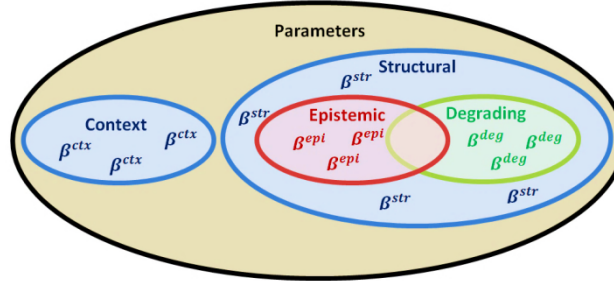 Parameters
Structural
β^str
β^str
Context
β^ctx β^ctx β^ctx
Epistemic
β^epi β^epi
β^epi
Degrading
β^deg β^deg
β^deg
β^str β^str